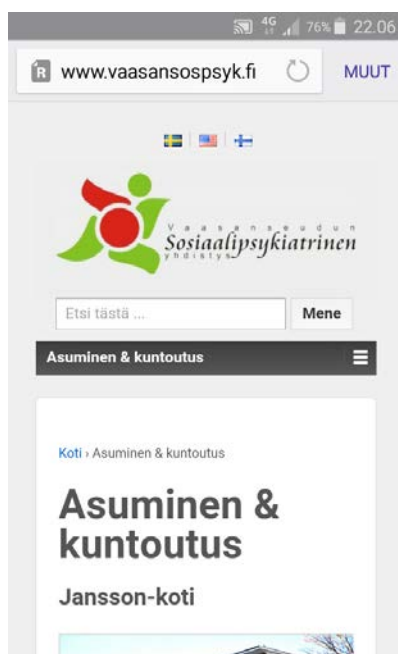 4G 76% 22.06
R www.vaasansospsyk.fi MUUT
Vaasanseudun
Sosiaalipsykiatrinen
yhdistys
Etsi tästä ... Mene
Asuminen & kuntoutus
Koti › Asuminen & kuntoutus
Asuminen &
kuntoutus
Jansson-koti